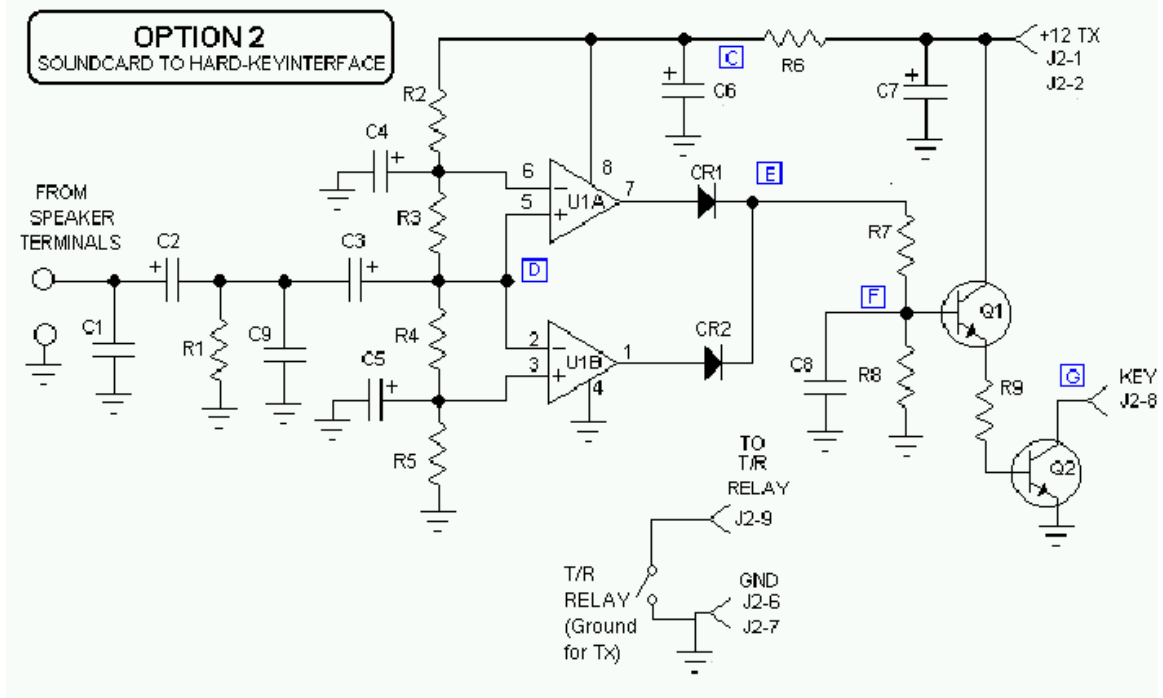 OPTION 2
SOUNDCARD TO HARD-KEYINTERFACE
+12 TX
J2-1
J2-2
C
R6
R2
+
C6
+
C7
C4
+
6
8
7
CR1
E
5
U1A
FROM
SPEAKER
TERMINALS
R3
R7
C2
C3
+
+
D
F
Q1
C1
R1
C9
R4
2
CR2
C5
+
3
U1B
1
4
C8
R8
R9
G
KEY
J2-8
R5
TO
T/R
RELAY
J2-9
Q2
T/R
RELAY
(Ground
for Tx)
GND
J2-6
J2-7